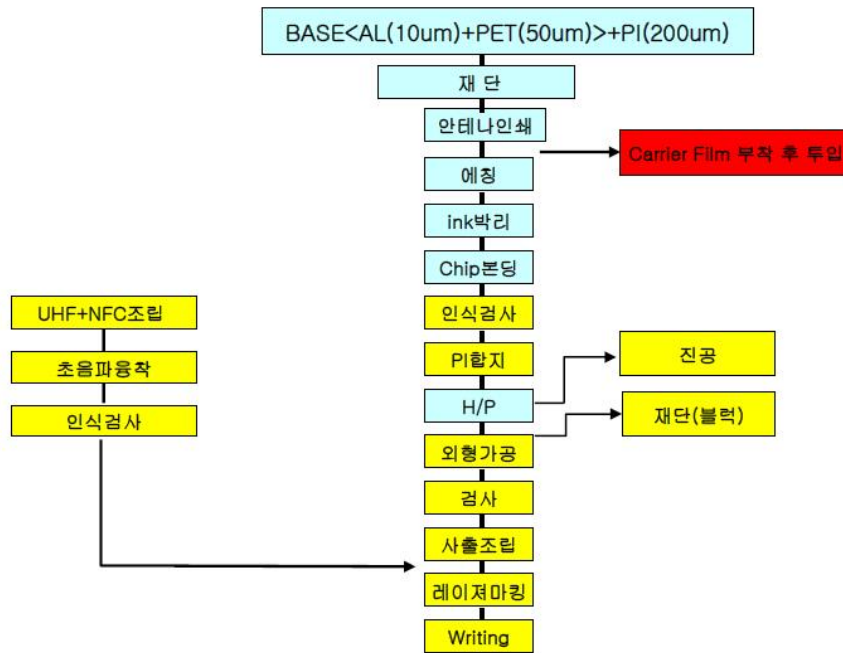 BASE<AL(10um)+PET(50um)>+PI(200um)
재 단
안테나인쇄
Carrier Film 부착 후 투입
에칭
ink박리
Chip본딩
UHF+NFC조립
인식검사
초음파융착
PI합지
진공
인식검사
H/P
재단(블럭)
외형가공
검사
사출조립
레이져마킹
Writing